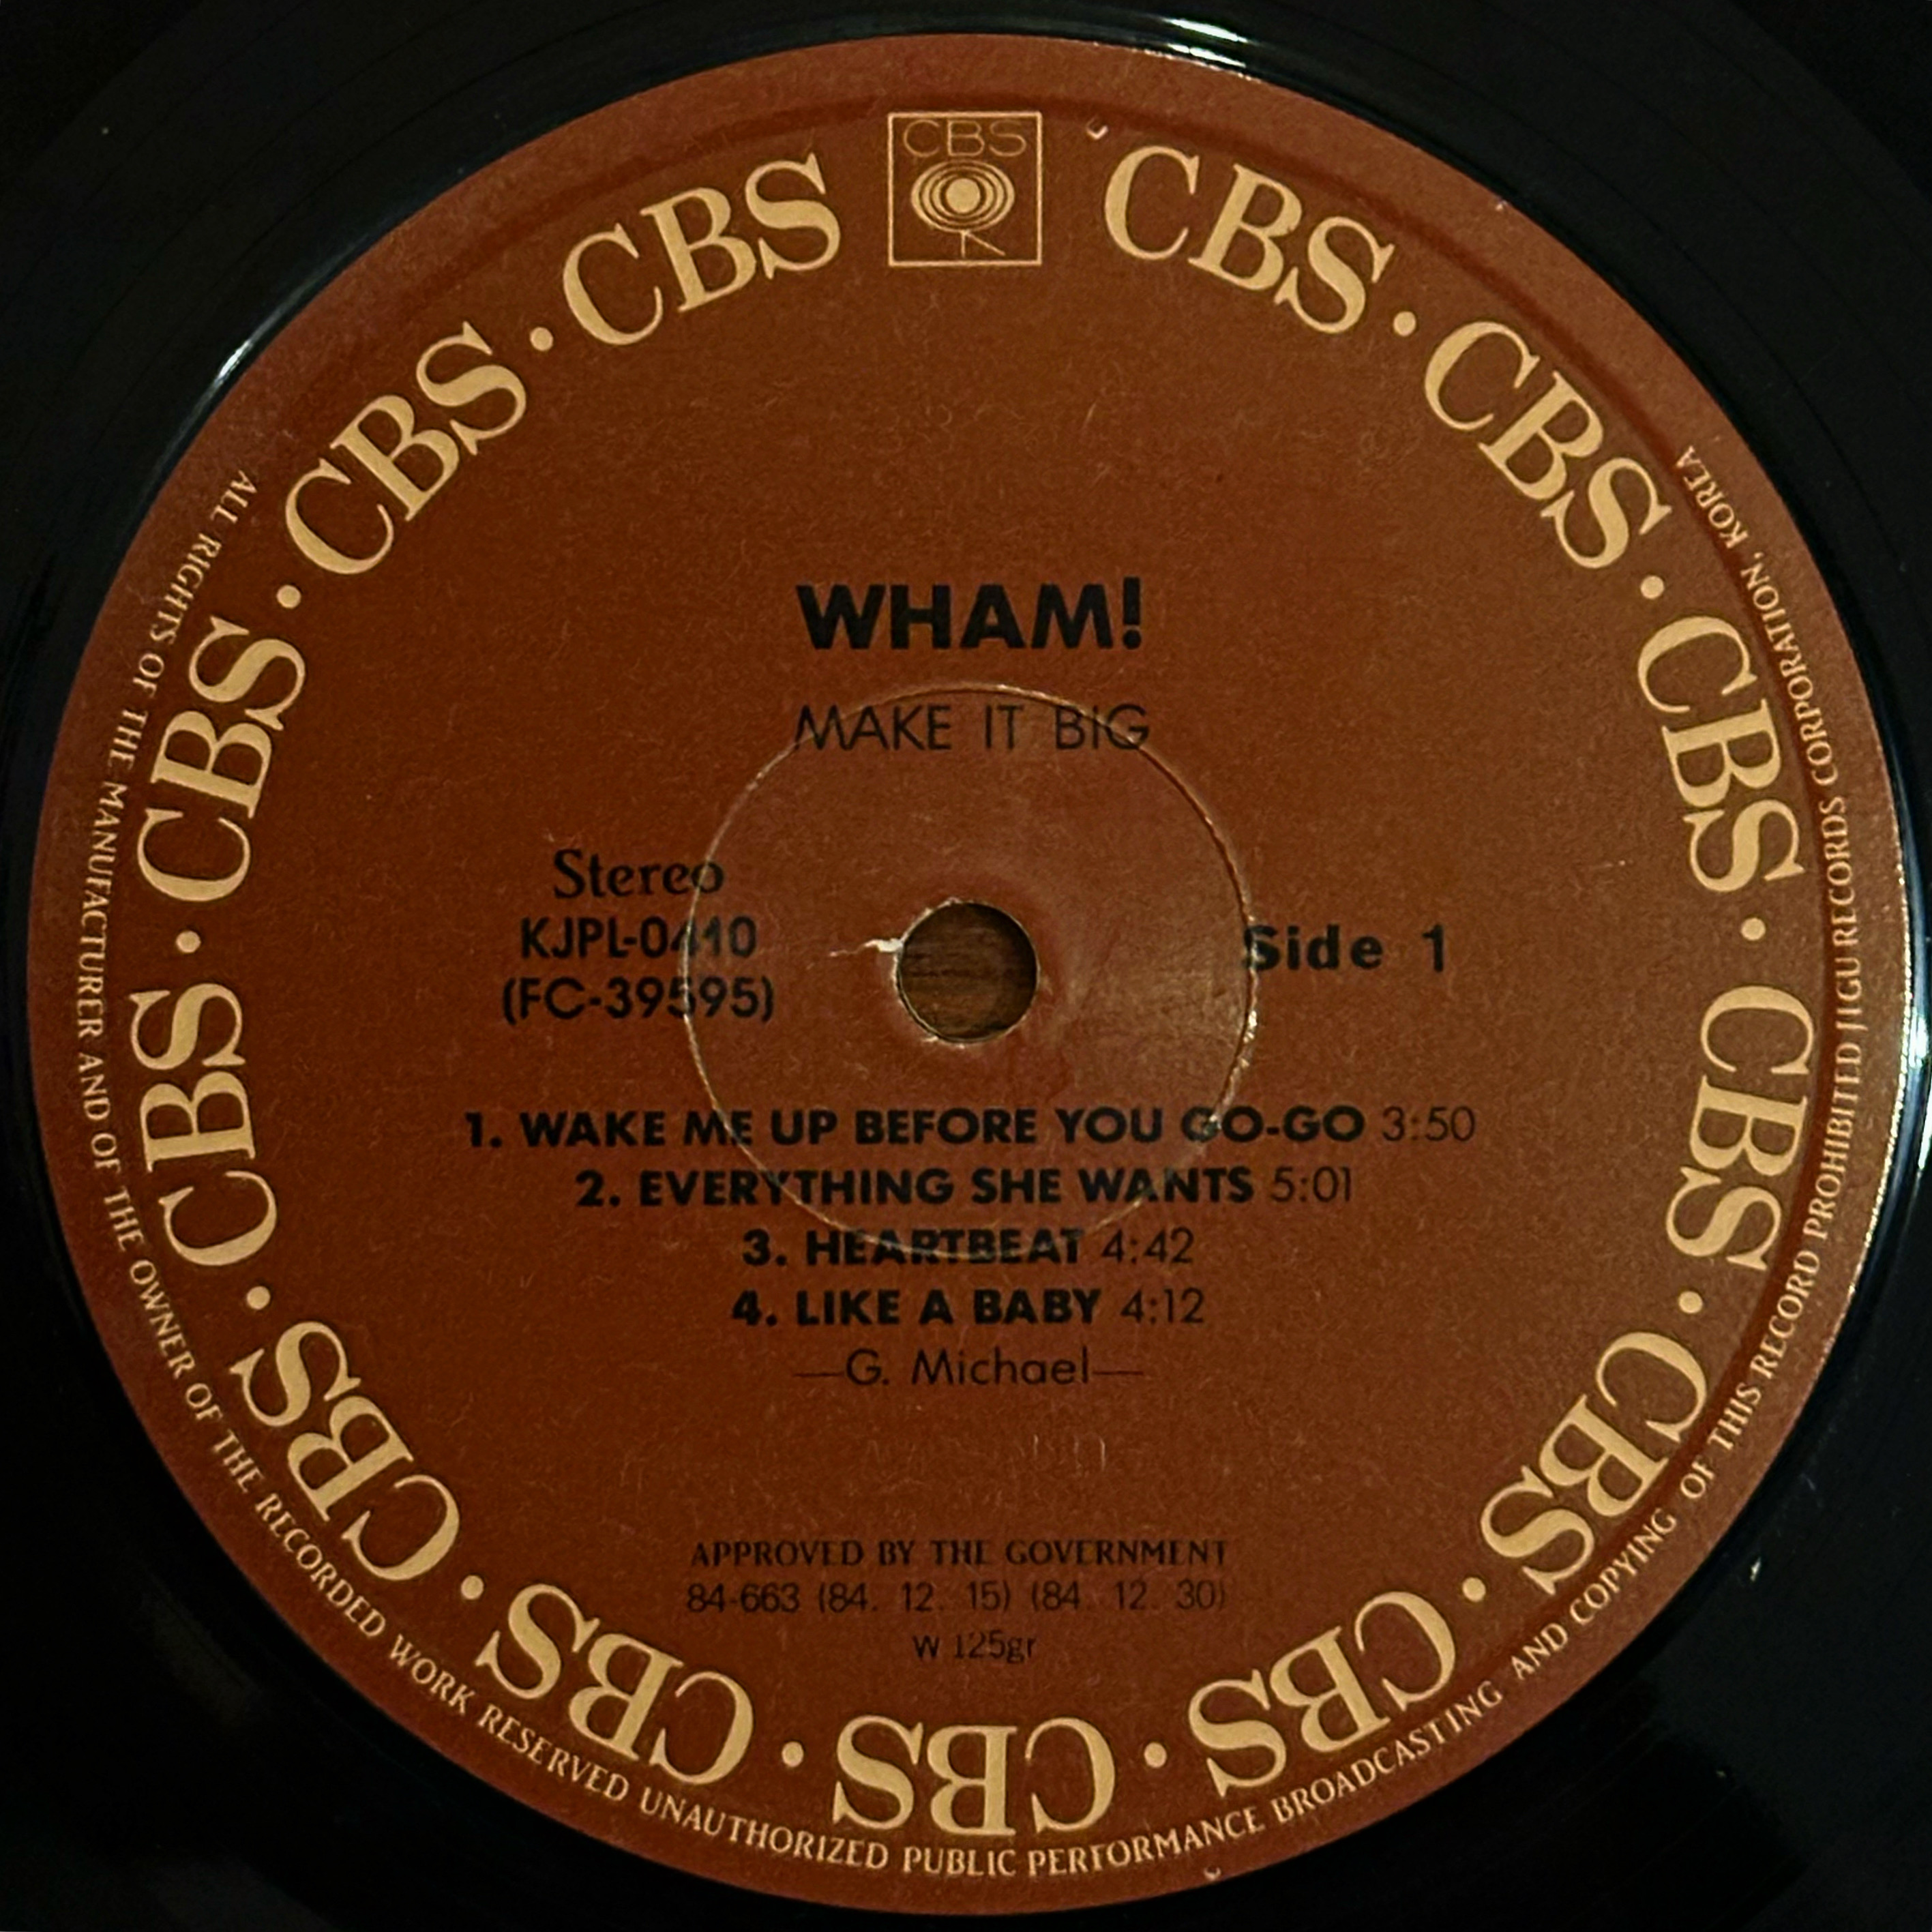 CBS
CBS · CBS · CBS · CBS · CBS · CBS · CBS · CBS · CBS · CBS · CBS · CBS · CBS
WHAM!
MAKE IT BIG
Stereo
KJPL-0410
(FC-39595)
Side 1
1. WAKE ME UP BEFORE YOU GO-GO 3:50
2. EVERYTHING SHE WANTS 5:01
3. HEARTBEAT 4:42
4. LIKE A BABY 4:12
—G. Michael—
APPROVED BY THE GOVERNMENT
84-663 (84. 12. 15) (84. 12. 30)
W 125gr
ALL RIGHTS OF THE MANUFACTURER AND OF THE OWNER OF THE RECORDED WORK RESERVED UNAUTHORIZED PUBLIC PERFORMANCE BROADCASTING AND COPYING OF THIS RECORD PROHIBITED JIGU RECORDS CORPORATION, KOREA